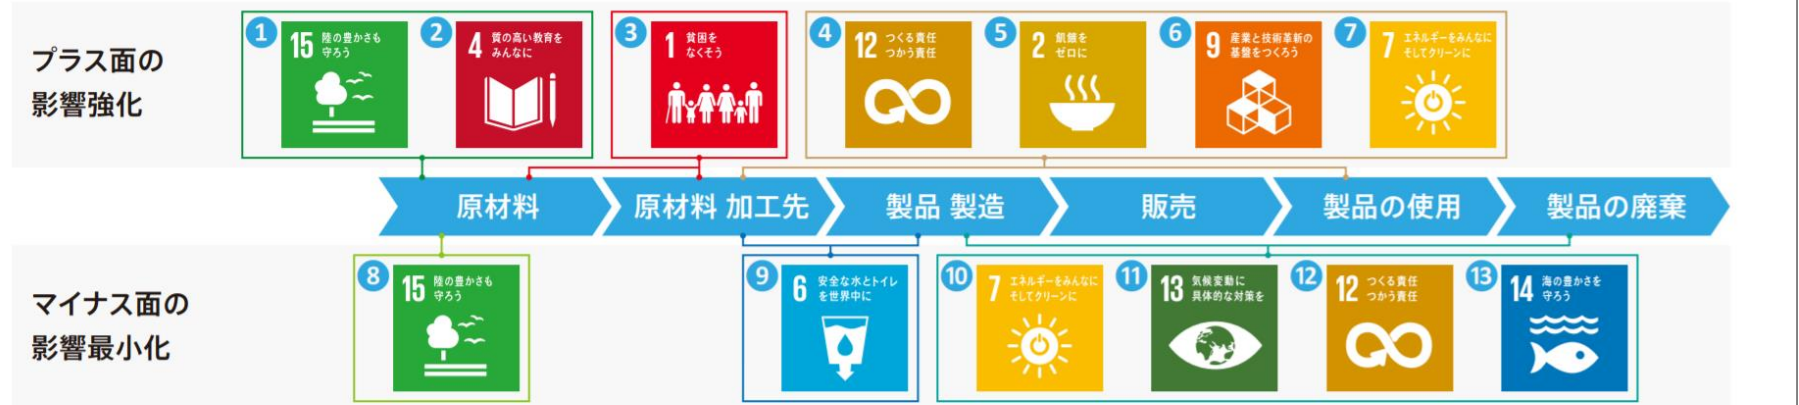 プラス面の
影響強化
1
15 陸の豊かさも
守ろう
2
4 質の高い教育を
みんなに
3
1 貧困を
なくそう
4
12 つくる責任
つかう責任
5
2 飢餓を
ゼロに
6
9 産業と技術革新の
基盤をつくろう
7
7 エネルギーをみんなに
そしてクリーンに
原材料
原材料 加工先
製品 製造
販売
製品の使用
製品の廃棄
マイナス面の
影響最小化
8
15 陸の豊かさも
守ろう
9
6 安全な水とトイレ
を世界中に
10
7 エネルギーをみんなに
そしてクリーンに
11
13 気候変動に
具体的な対策を
12
12 つくる責任
つかう責任
13
14 海の豊かさを
守ろう